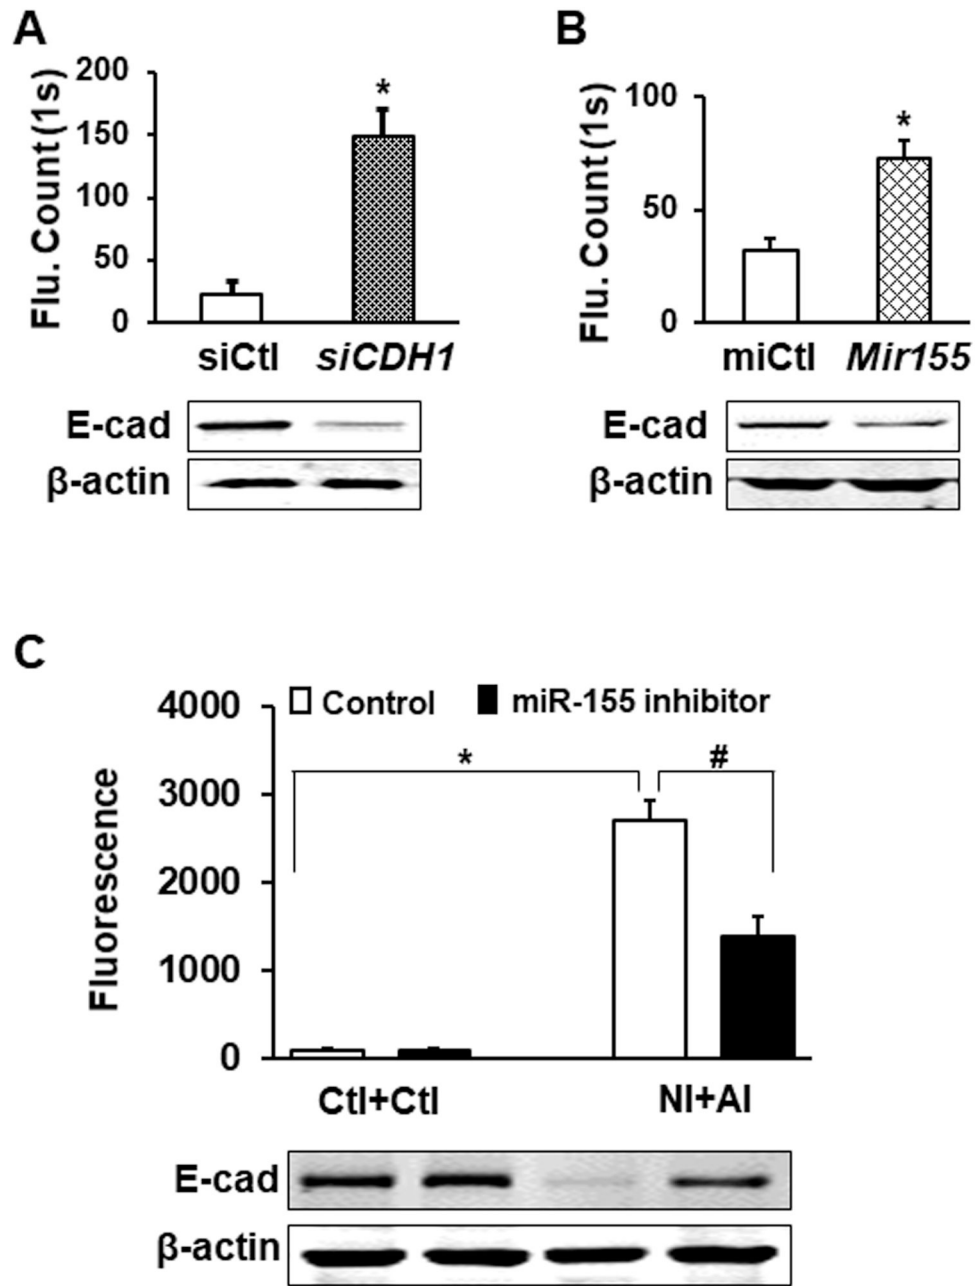 A
Flu. Count (1s)
200
150
100
50
0
*
siCtl siCDH1
E-cad
β-actin
B
Flu. Count (1s)
100
50
0
*
miCtl Mir155
E-cad
β-actin
C
Fluorescence
4000
3000
2000
1000
0
Control miR-155 inhibitor
* #
Ctl+Ctl NI+AI
E-cad
β-actin